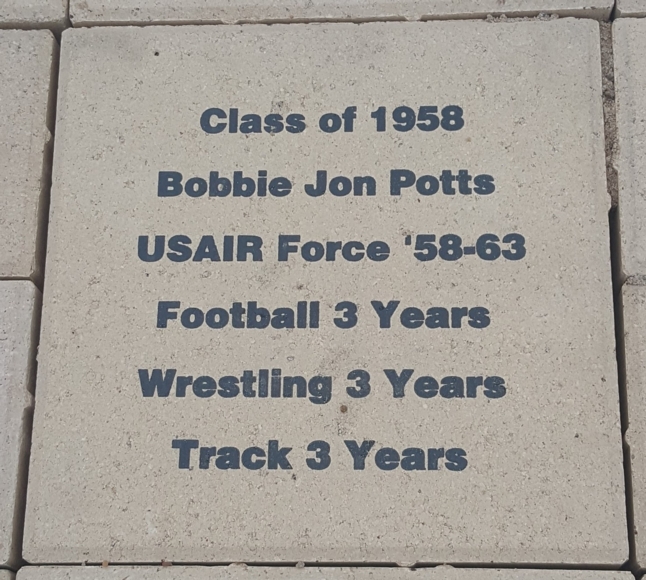 Class of 1958
Bobbie Jon Potts
USAIR Force '58-63
Football 3 Years
Wrestling 3 Years
Track 3 Years